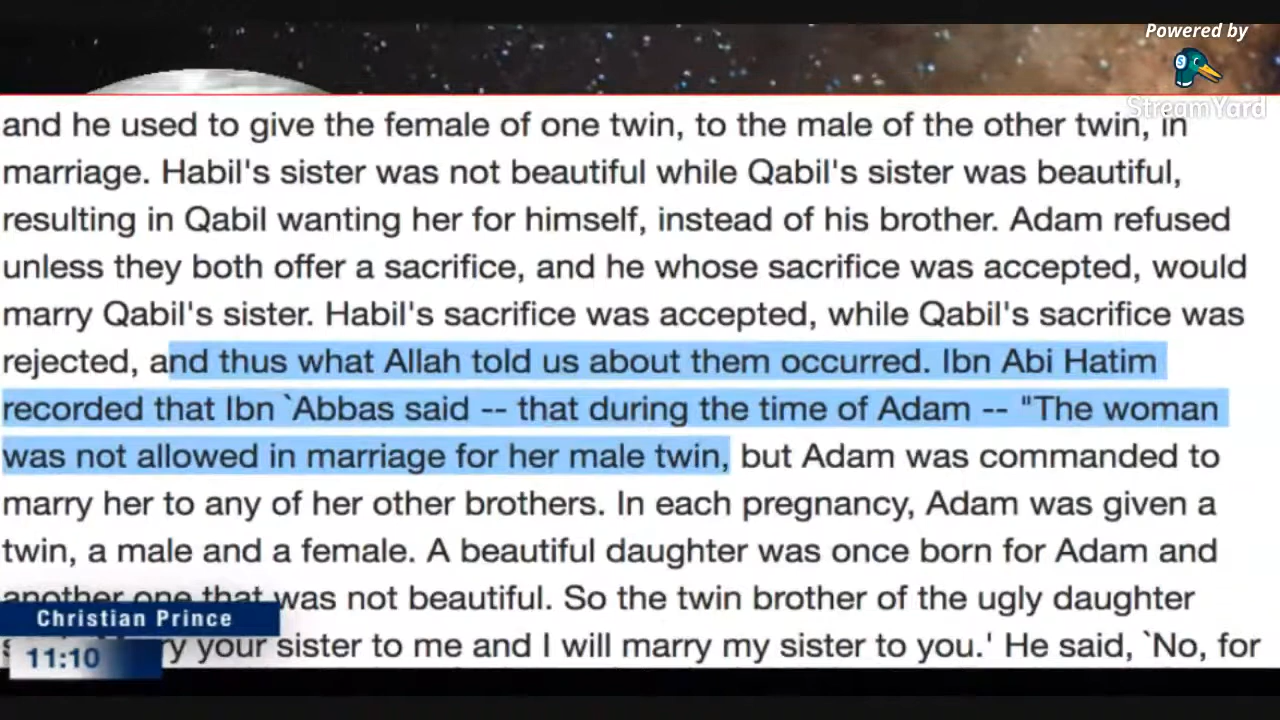 Powered by
StreamYard
and he used to give the female of one twin, to the male of the other twin, in
marriage. Habil's sister was not beautiful while Qabil's sister was beautiful,
resulting in Qabil wanting her for himself, instead of his brother. Adam refused
unless they both offer a sacrifice, and he whose sacrifice was accepted, would
marry Qabil's sister. Habil's sacrifice was accepted, while Qabil's sacrifice was
rejected, and thus what Allah told us about them occurred. Ibn Abi Hatim
recorded that Ibn `Abbas said -- that during the time of Adam -- "The woman
was not allowed in marriage for her male twin, but Adam was commanded to
marry her to any of her other brothers. In each pregnancy, Adam was given a
twin, a male and a female. A beautiful daughter was once born for Adam and
another one that was not beautiful. So the twin brother of the ugly daughter
your sister to me and I will marry my sister to you.' He said, `No, for
Christian Prince
11:10